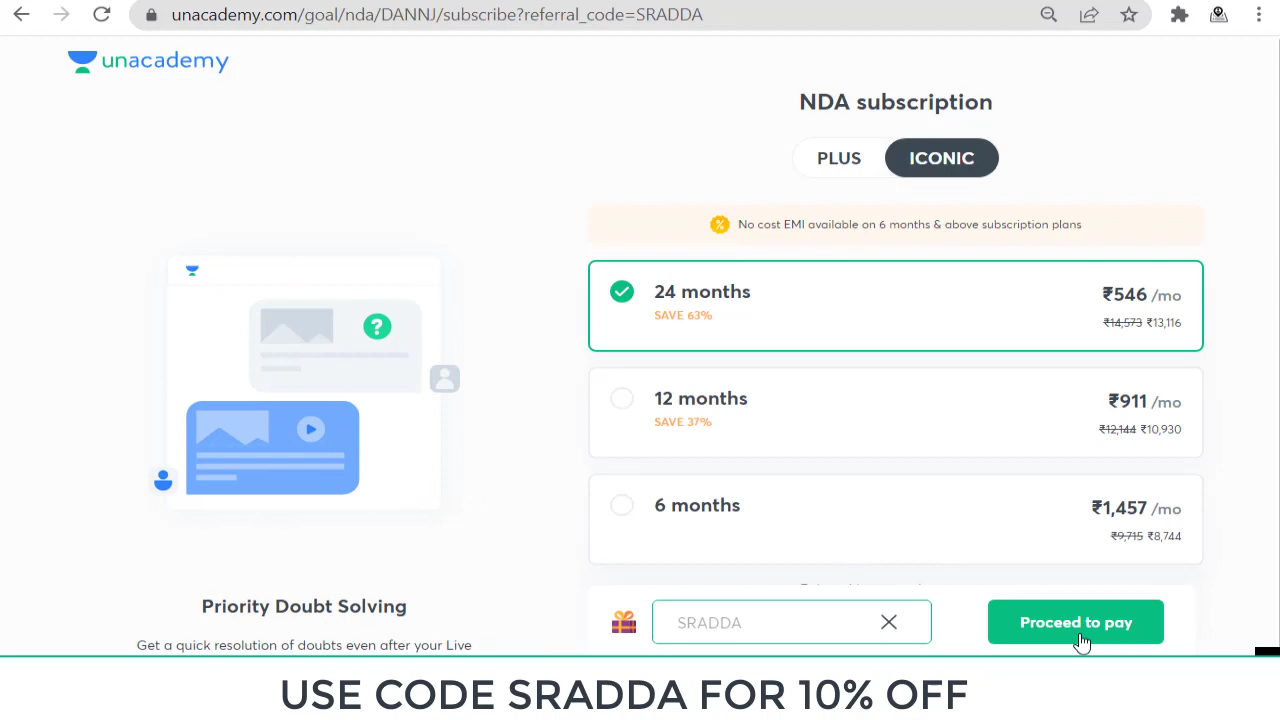 unacademy.com/goal/nda/DANNJ/subscribe?referral_code=SRADDA
unacademy
NDA subscription
PLUS
ICONIC
No cost EMI available on 6 months & above subscription plans
24 months
₹546 /mo
SAVE 63%
₹14,573 ₹13,116
12 months
₹911 /mo
SAVE 37%
₹12,144 ₹10,930
6 months
₹1,457 /mo
₹9,715 ₹8,744
Priority Doubt Solving
SRADDA
Proceed to pay
Get a quick resolution of doubts even after your Live
USE CODE SRADDA FOR 10% OFF